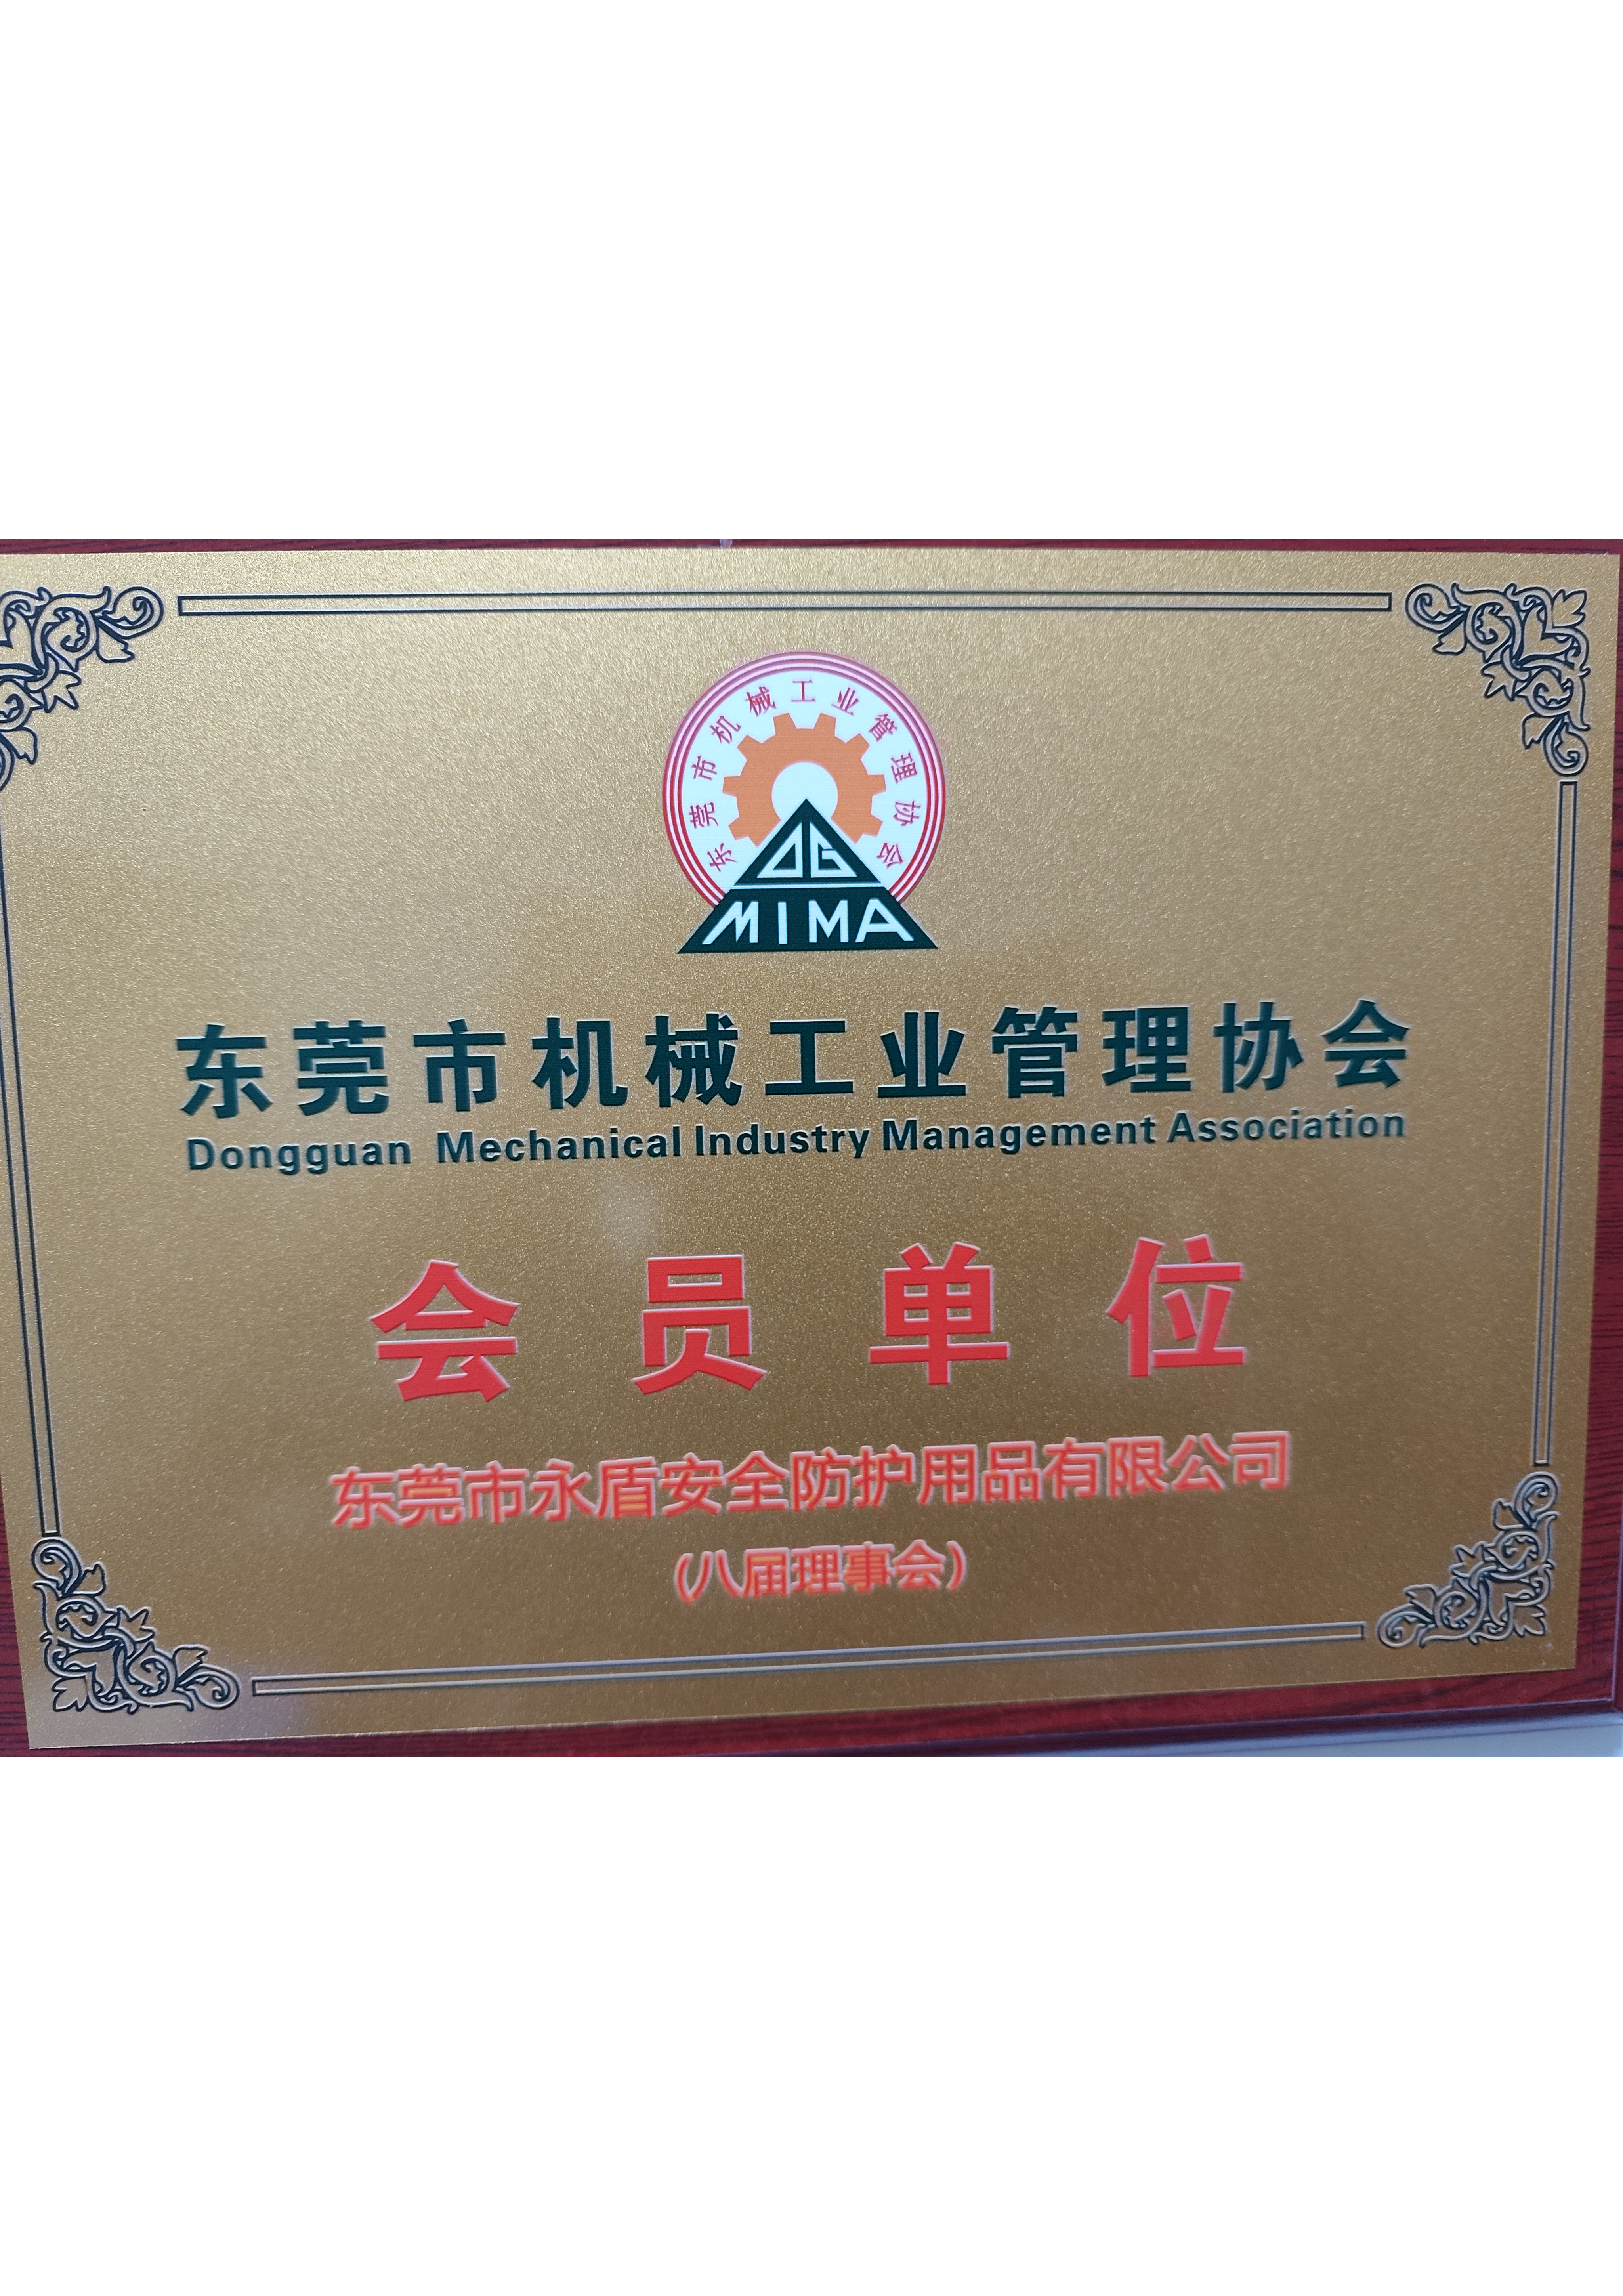 东莞市机械工业管理协会
DG
MIMA
东莞市机械工业管理协会
Dongguan Mechanical Industry Management Association
会员单位
东莞市永盾安全防护用品有限公司
(八届理事会)